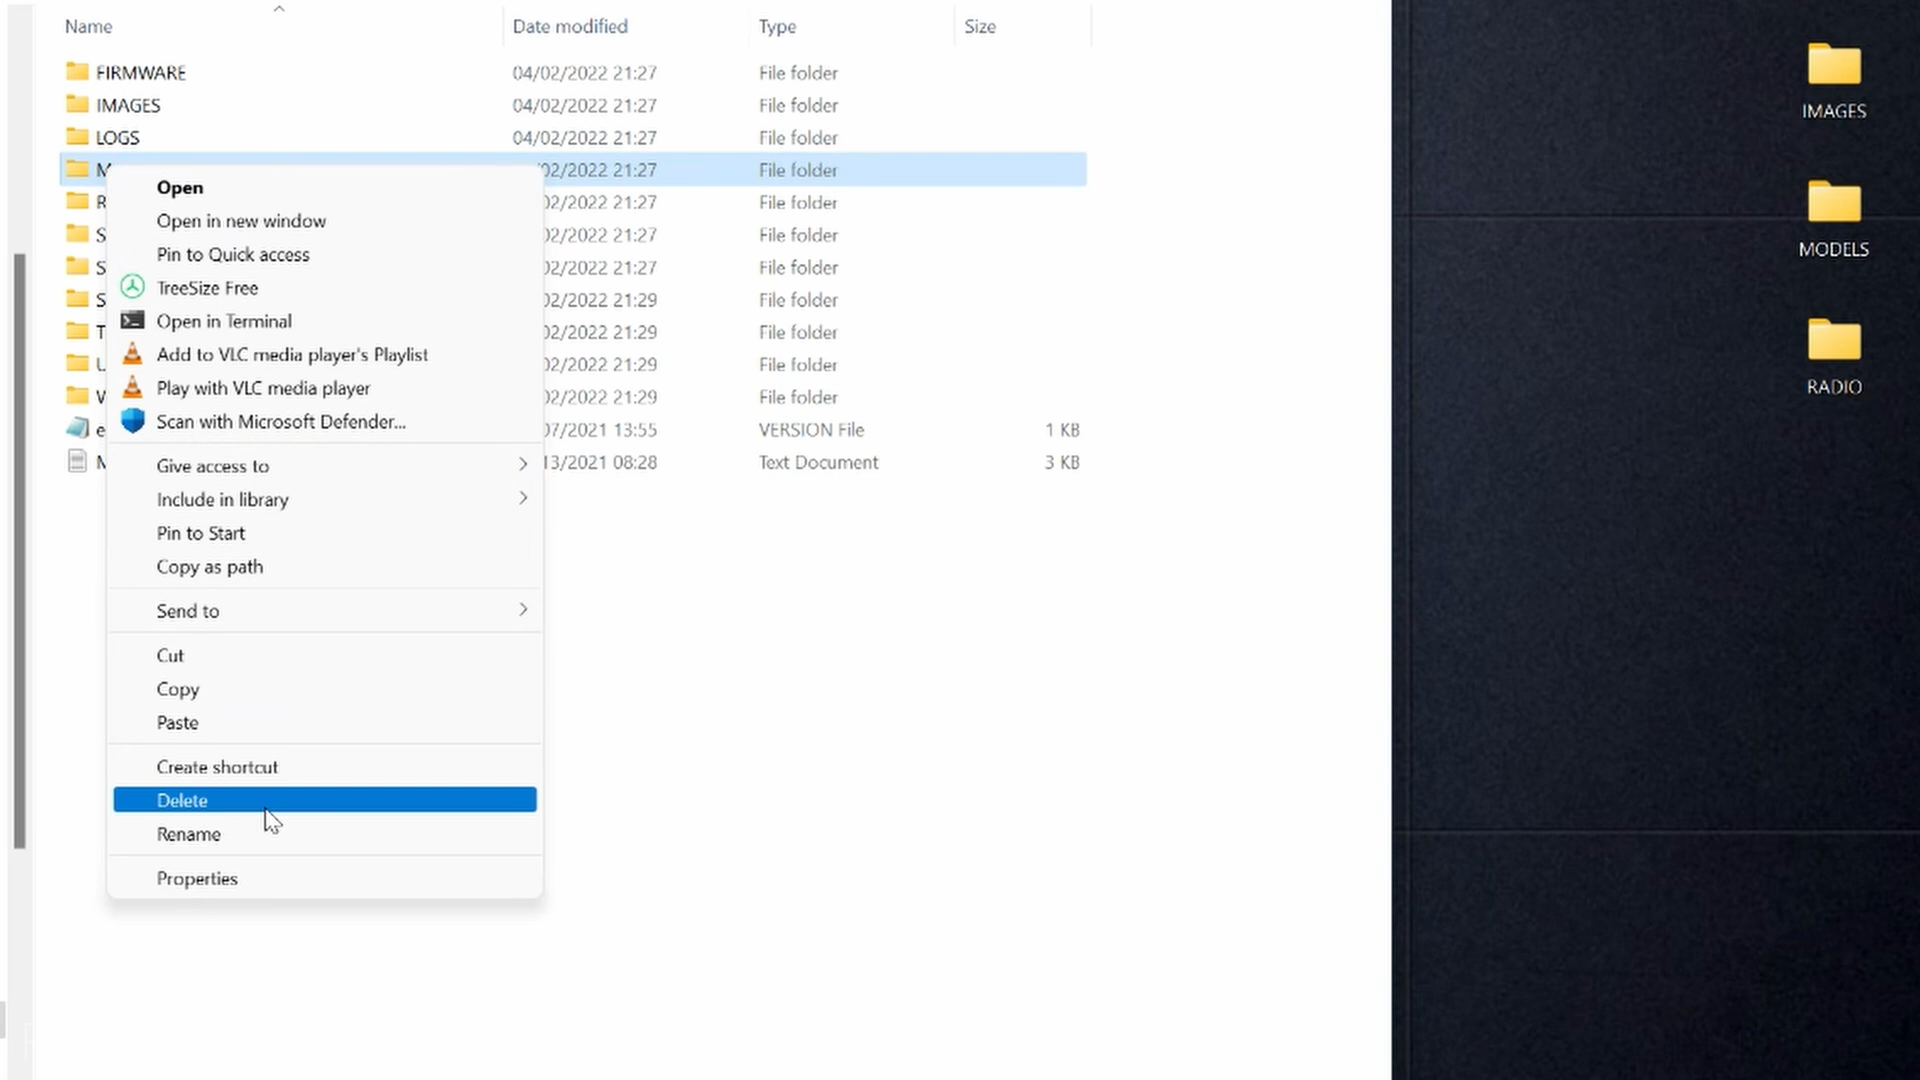 Name Date modified Type Size
FIRMWARE 04/02/2022 21:27 File folder
IMAGES 04/02/2022 21:27 File folder
LOGS 04/02/2022 21:27 File folder
M 02/2022 21:27 File folder
R 02/2022 21:27 File folder
S 02/2022 21:27 File folder
S 02/2022 21:27 File folder
S 02/2022 21:29 File folder
T 02/2022 21:29 File folder
U 02/2022 21:29 File folder
W 02/2022 21:29 File folder
e 07/2021 13:55 VERSION File 1 KB
M 13/2021 08:28 Text Document 3 KB
Open
Open in new window
Pin to Quick access
TreeSize Free
Open in Terminal
Add to VLC media player's Playlist
Play with VLC media player
Scan with Microsoft Defender...
Give access to
Include in library
Pin to Start
Copy as path
Send to
Cut
Copy
Paste
Create shortcut
Delete
Rename
Properties
IMAGES
MODELS
RADIO